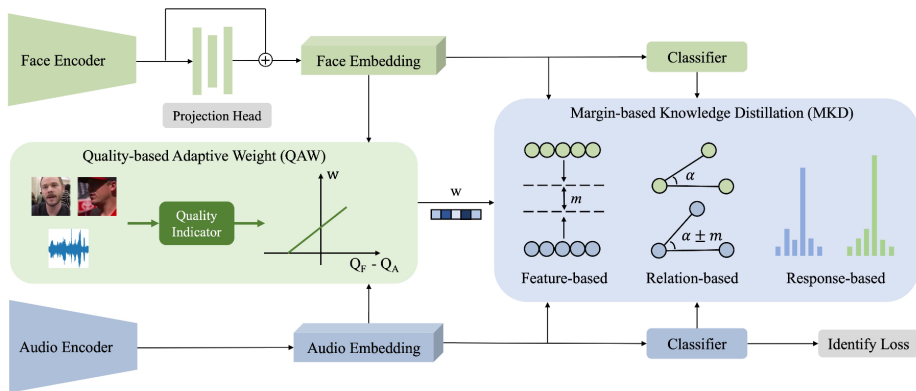 Face Encoder
Projection Head
Face Embedding
Classifier
Quality-based Adaptive Weight (QAW)
Quality
Indicator
w
Q_F - Q_A
w
Margin-based Knowledge Distillation (MKD)
m
α
α ± m
Feature-based
Relation-based
Response-based
Audio Encoder
Audio Embedding
Classifier
Identify Loss